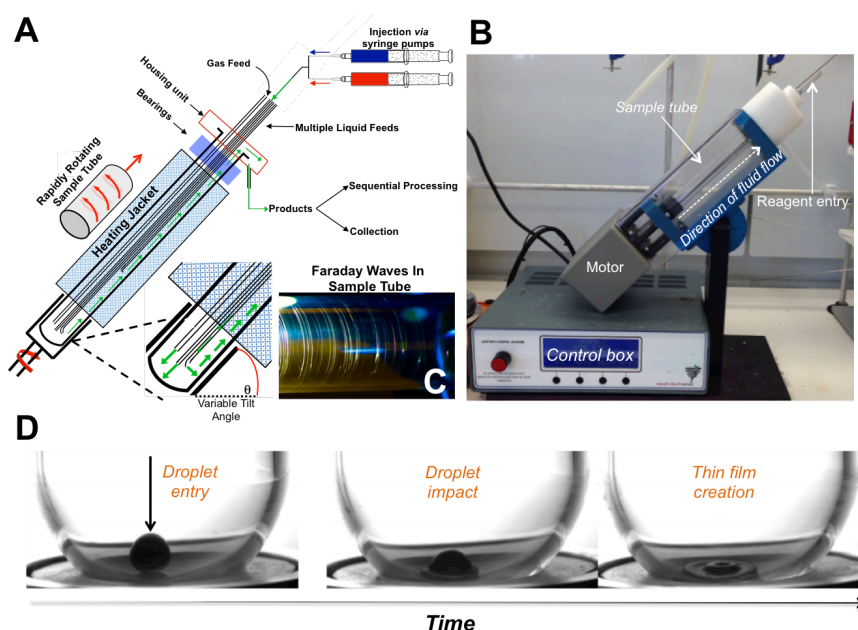 A
Injection via
syringe pumps
Gas Feed
Housing unit
Bearings
Multiple Liquid Feeds
Rapidly Rotating
Sample Tube
Heating Jacket
Sequential Processing
Products
Collection
Faraday Waves In
Sample Tube
θ
Variable Tilt
Angle
C
B
Sample tube
Direction of fluid flow
Reagent entry
Motor
Control box
D
Droplet
entry
Droplet
impact
Thin film
creation
Time